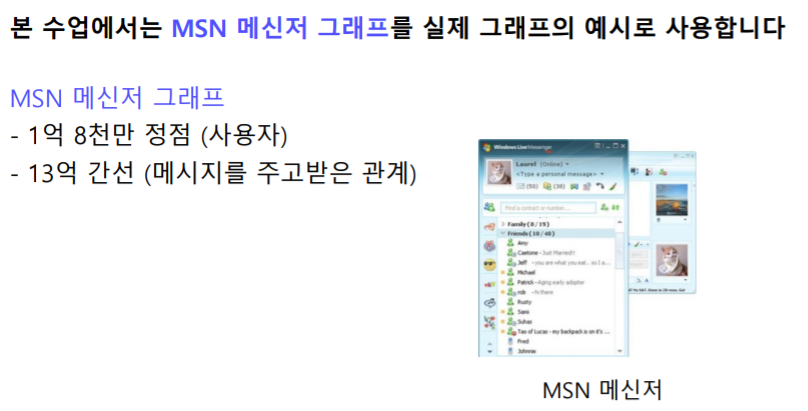 본 수업에서는 MSN 메신저 그래프를 실제 그래프의 예시로 사용합니다
MSN 메신저 그래프
- 1억 8천만 정점 (사용자)
- 13억 간선 (메시지를 주고받은 관계)
Windows Live Messenger
Laurel (Online)
<Type a personal message>
(50) (30)
Find a contact or number...
Family (8 / 19)
Friends (10 / 40)
Amy
Caetone - Just Married!!
Jeff - you are what you eat.. so I a...
Michael
Patrick - Aging early adopter
rob - hi there
Rusty
Sami
Suhas
Tao of Lucas - my backpack is on it's ...
Fred
Johnnie
MSN 메신저